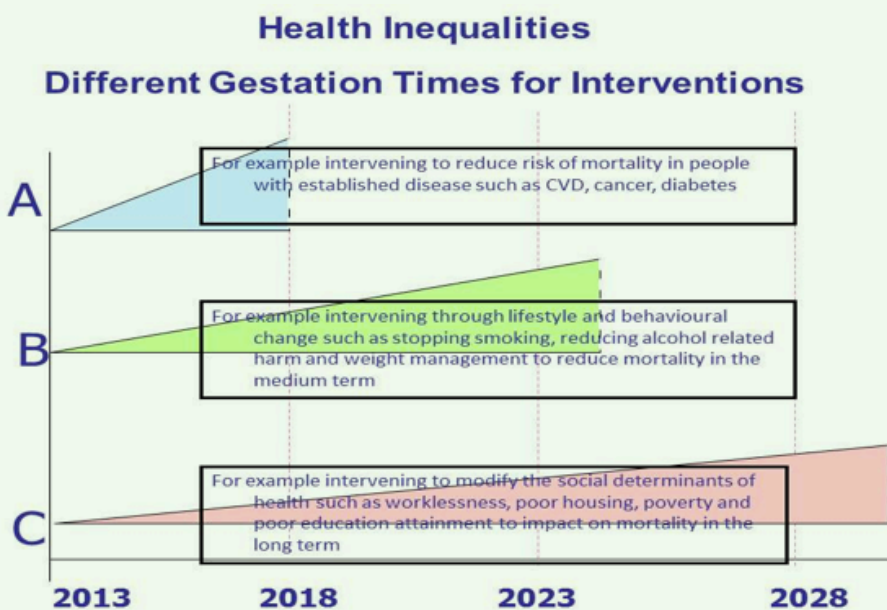 Health Inequalities
Different Gestation Times for Interventions
A
For example intervening to reduce risk of mortality in people
with established disease such as CVD, cancer, diabetes
B
For example intervening through lifestyle and behavioural
change such as stopping smoking, reducing alcohol related
harm and weight management to reduce mortality in the
medium term
C
For example intervening to modify the social determinants of
health such as worklessness, poor housing, poverty and
poor education attainment to impact on mortality in the
long term
2013 2018 2023 2028